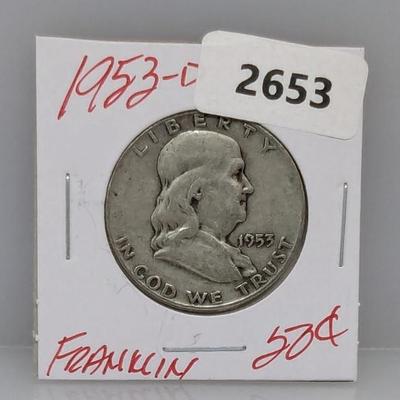 1953-D
2653
LIBERTY
1953
IN GOD WE TRUST
FRANKLIN 50¢